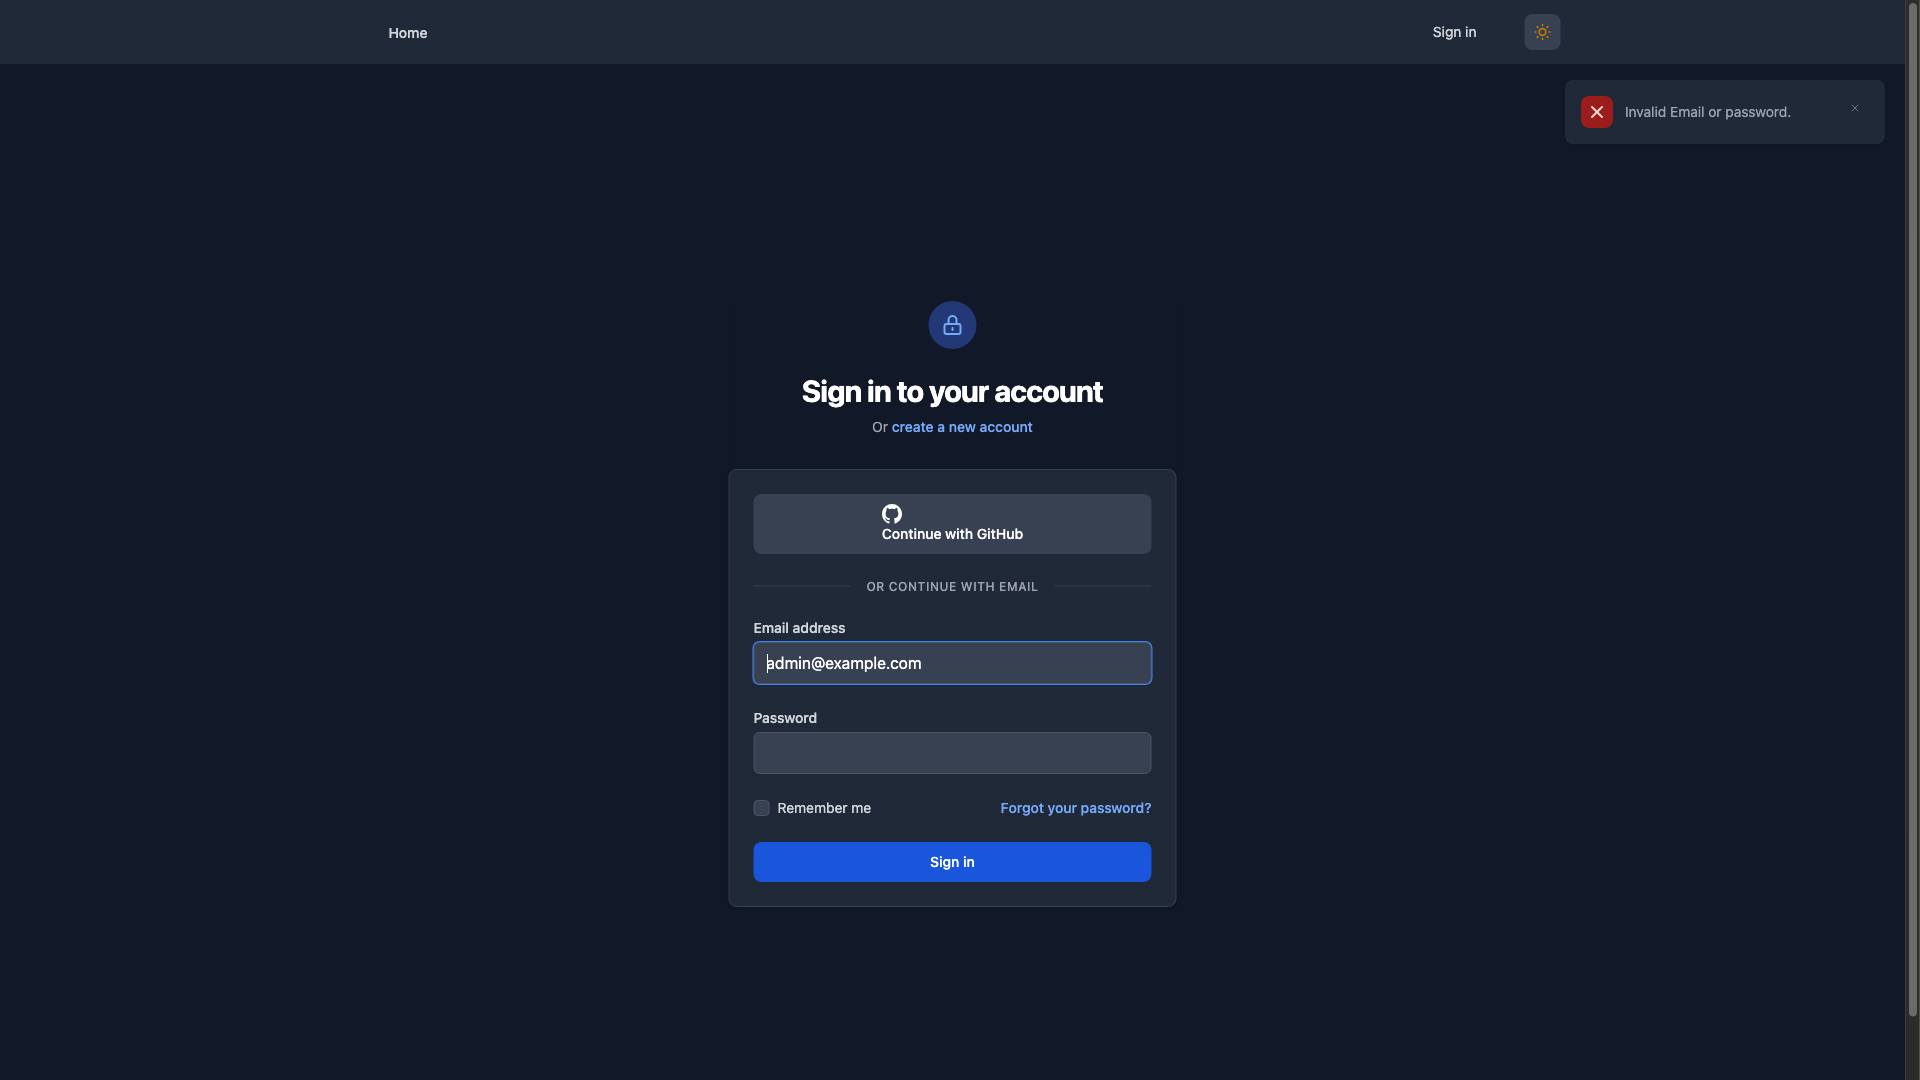 Home
Sign in
Invalid Email or password.
Sign in to your account
Or create a new account
Continue with GitHub
OR CONTINUE WITH EMAIL
Email address
admin@example.com
Password
Remember me
Forgot your password?
Sign in